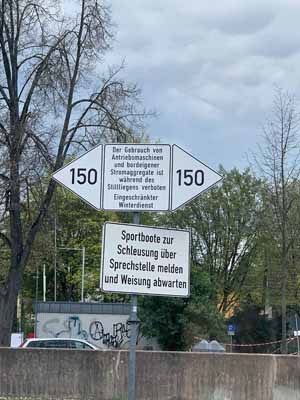 150
Der Gebrauch von
Antriebsmaschinen
und bordeigener
Stromaggregate ist
während des
Stillliegens verboten
Eingeschränkter
Winterdienst
150
Sportboote zur
Schleusung über
Sprechstelle melden
und Weisung abwarten